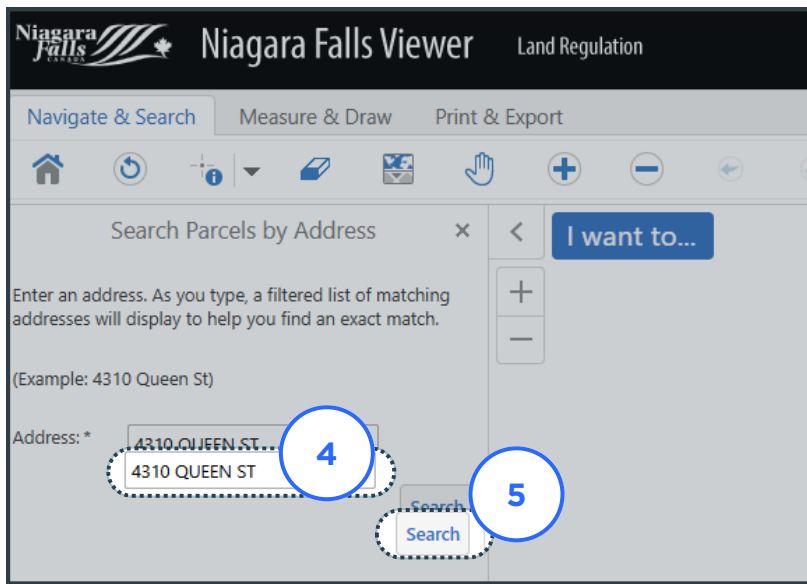 Niagara Falls CANADA
Niagara Falls Viewer
Land Regulation
Navigate & Search
Measure & Draw
Print & Export
Search Parcels by Address
I want to...
Enter an address. As you type, a filtered list of matching
addresses will display to help you find an exact match.
(Example: 4310 Queen St)
Address: *
4310 QUEEN ST
4310 QUEEN ST
4
Search
5
Search